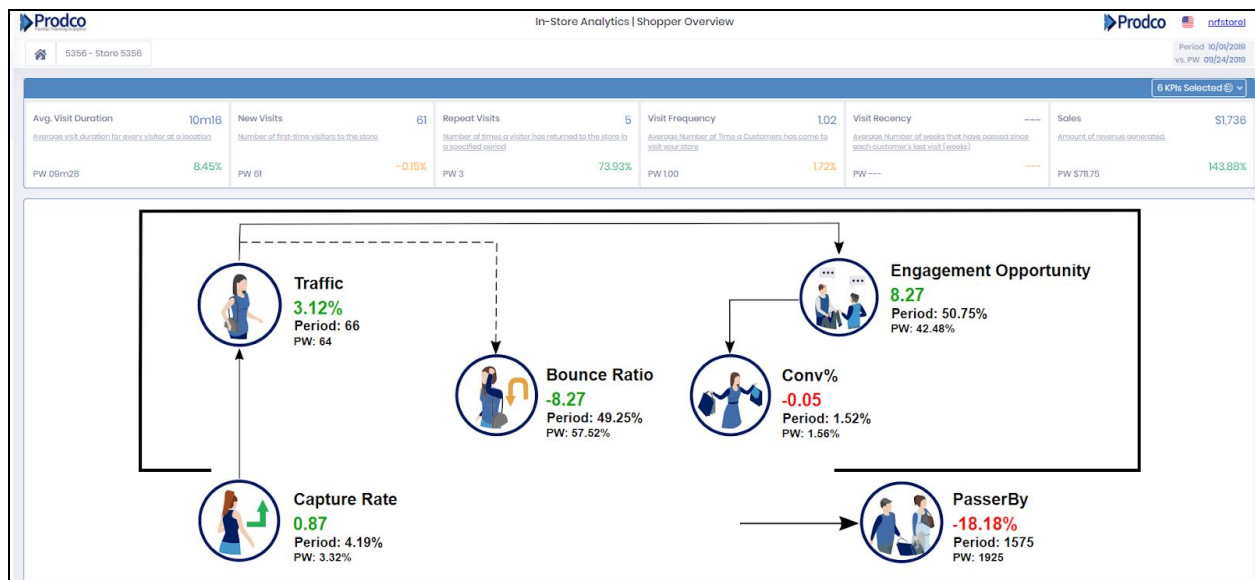 Prodco
In-Store Analytics | Shopper Overview
Prodco
nrfstore1
5356 - Store 5356
Period 10/01/2019
vs. PW 09/24/2019
6 KPIs Selected
Avg. Visit Duration 10m16
Average visit duration for every visitor at a location
8.45%
PW 09m28
New Visits 61
Number of first-time visitors to the store.
-0.15%
PW 61
Repeat Visits 5
Number of times a visitor has returned to the store in
a specified period
73.93%
PW 3
Visit Frequency 1.02
Average Number of Time a Customers has come to
visit your store
1.72%
PW 1.00
Visit Recency ---
Average Number of weeks that have passed since
each customer's last visit (weeks)
---
PW ---
Sales $1,736
Amount of revenue generated.
143.88%
PW $711.75
Traffic
3.12%
Period: 66
PW: 64
Engagement Opportunity
8.27
Period: 50.75%
PW: 42.48%
Bounce Ratio
-8.27
Period: 49.25%
PW: 57.52%
Conv%
-0.05
Period: 1.52%
PW: 1.56%
Capture Rate
0.87
Period: 4.19%
PW: 3.32%
PasserBy
-18.18%
Period: 1575
PW: 1925